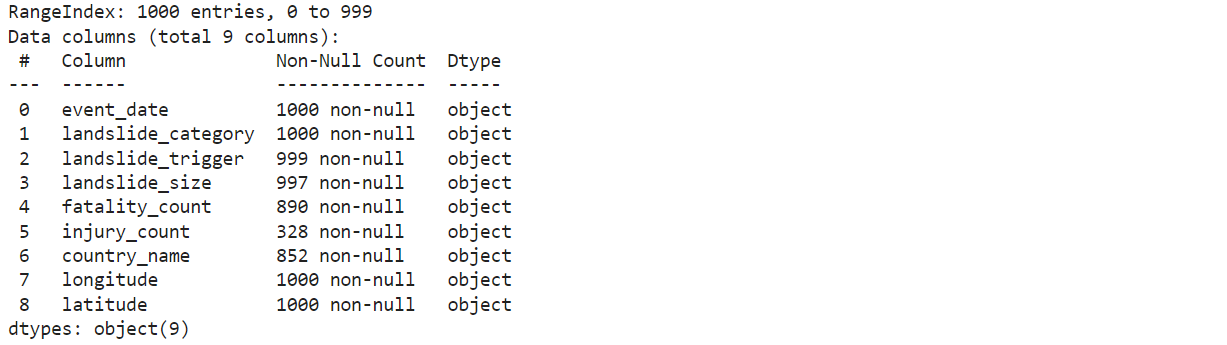 RangeIndex: 1000 entries, 0 to 999
Data columns (total 9 columns):
 #   Column              Non-Null Count  Dtype
---  ------              --------------  -----
 0   event_date          1000 non-null   object
 1   landslide_category  1000 non-null   object
 2   landslide_trigger   999 non-null    object
 3   landslide_size      997 non-null    object
 4   fatality_count      890 non-null    object
 5   injury_count        328 non-null    object
 6   country_name        852 non-null    object
 7   longitude           1000 non-null   object
 8   latitude            1000 non-null   object
dtypes: object(9)